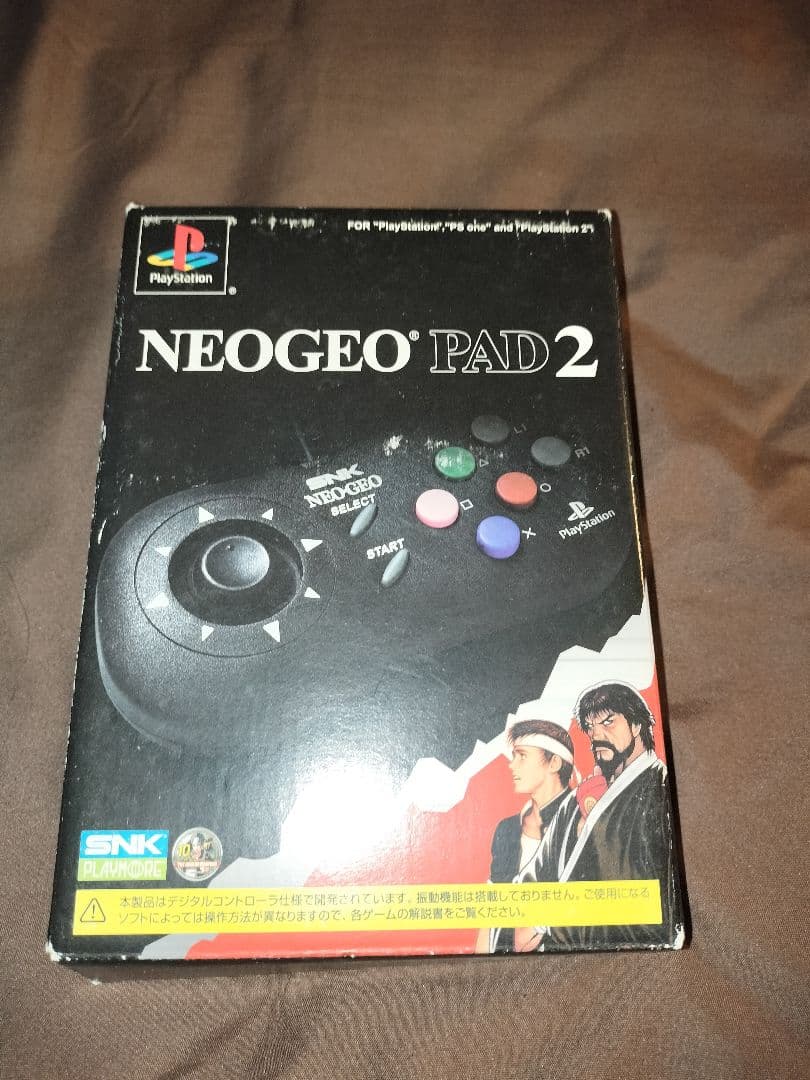 FOR "PlayStation", "PS one" and "PlayStation 2"
PlayStation
®
NEOGEO® PAD 2
L1
R1
△
○
□
×
SNK
NEO·GEO
SELECT
START
PlayStation
SNK
PLAYMORE
本製品はデジタルコントローラ仕様で開発されています。振動機能は搭載しておりません。ご使用になる
ソフトによっては操作方法が異なりますので、各ゲームの解説書をご覧ください。